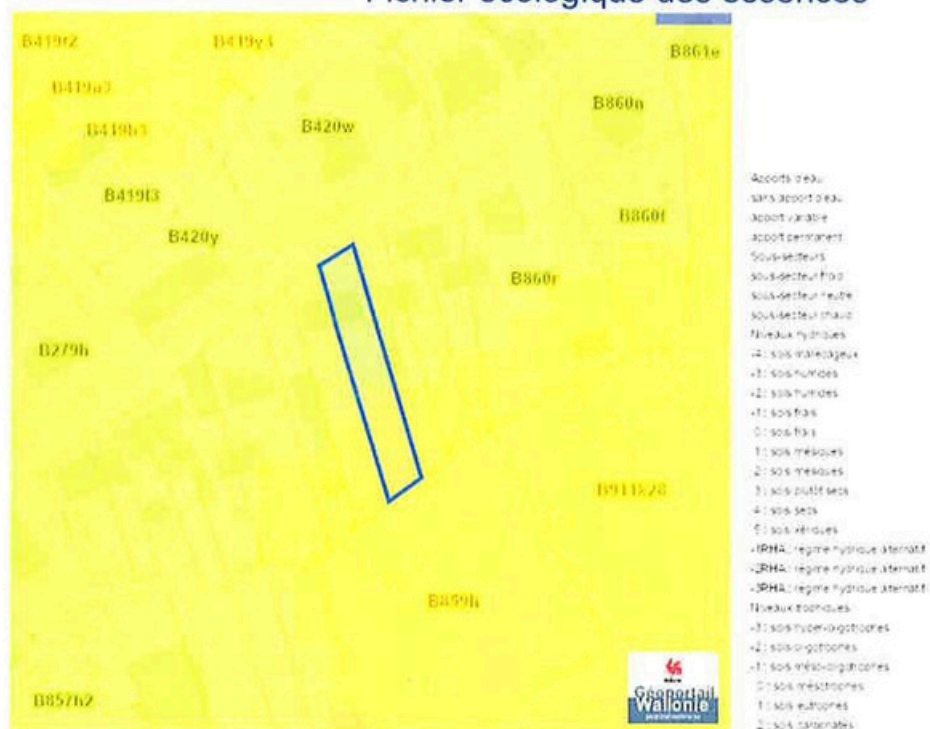 Fichier écologique des essences
B419r2
B419y3
B861e
B419a3
B860n
B419h3
B420w
B419l3
B860f
B420y
B860r
B279h
B911k28
B859h
B857h2
Géoportail
Wallonie
Apports d'eau
sans apport d'eau
apport variable
apport permanent
Sous-secteurs
sous-secteur froid
sous-secteur neutre
sous-secteur chaud
Niveaux hydriques
-4 : sols marécageux
-3 : sols humides
-2 : sols humides
-1 : sols frais
0 : sols frais
1 : sols mésiques
2 : sols mésiques
3 : sols plutôt secs
4 : sols secs
5 : sols xériques
-1RHA : régime hydrique alternatif
-2RHA : régime hydrique alternatif
-3RHA : régime hydrique alternatif
Niveaux trophiques
-3 : sols hyper-oligotrophes
-2 : sols oligotrophes
-1 : sols méso-oligotrophes
0 : sols mésotrophes
1 : sols eutrophes
2 : sols carbonatés